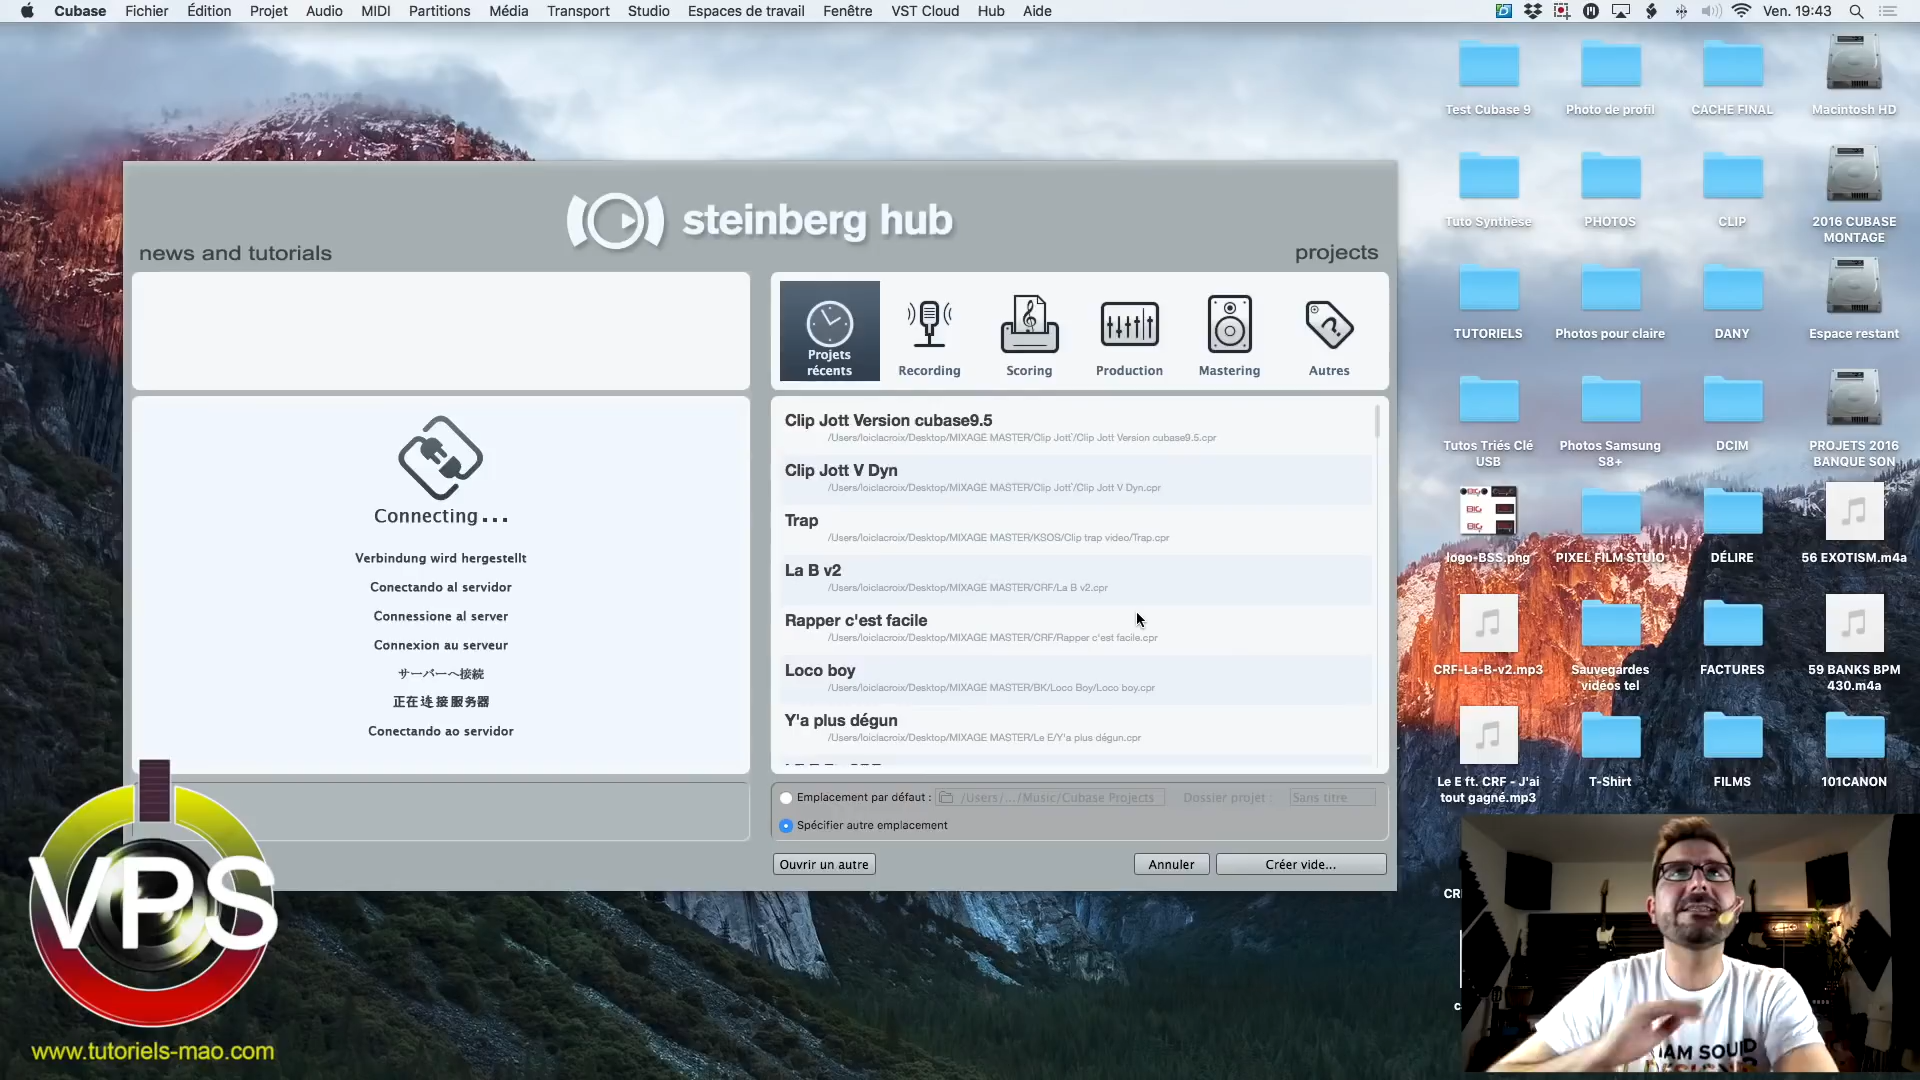 Cubase Fichier Édition Projet Audio MIDI Partitions Média Transport Studio Espaces de travail Fenêtre VST Cloud Hub Aide Ven. 19:43
Test Cubase 9 Photo de profil CACHE FINAL Macintosh HD
Tuto Synthèse PHOTOS CLIP 2016 CUBASE MONTAGE
TUTORIELS Photos pour claire DANY Espace restant
Tutos Triés Clé USB Photos Samsung S8+ DCIM PROJETS 2016 BANQUE SON
logo-BSS.png PIXEL FILM STUIO DÉLIRE 56 EXOTISM.m4a
CRF-La-B-v2.mp3 Sauvegardes vidéos tel FACTURES 59 BANKS BPM 430.m4a
Le E ft. CRF - J'ai tout gagné.mp3 T-Shirt FILMS 101CANON
steinberg hub
news and tutorials
projects
Projets récents Recording Scoring Production Mastering Autres
Connecting...
Verbindung wird hergestellt
Conectando al servidor
Connessione al server
Connexion au serveur
サーバーへ接続
正在连接服务器
Conectando ao servidor
Clip Jott Version cubase9.5
/Users/loiclacroix/Desktop/MIXAGE MASTER/Clip Jott'/Clip Jott Version cubase9.5.cpr
Clip Jott V Dyn
/Users/loiclacroix/Desktop/MIXAGE MASTER/Clip Jott'/Clip Jott V Dyn.cpr
Trap
/Users/loiclacroix/Desktop/MIXAGE MASTER/KSOS/Clip trap video/Trap.cpr
La B v2
/Users/loiclacroix/Desktop/MIXAGE MASTER/CRF/La B v2.cpr
Rapper c'est facile
/Users/loiclacroix/Desktop/MIXAGE MASTER/CRF/Rapper c'est facile.cpr
Loco boy
/Users/loiclacroix/Desktop/MIXAGE MASTER/BK/Loco Boy/Loco boy.cpr
Y'a plus dégun
/Users/loiclacroix/Desktop/MIXAGE MASTER/Le E/Y'a plus dégun.cpr
Emplacement par défaut : /Users/.../Music/Cubase Projects Dossier projet : Sans titre
Spécifier autre emplacement
Ouvrir un autre Annuler Créer vide...
VPS
www.tutoriels-mao.com
I AM SOUND